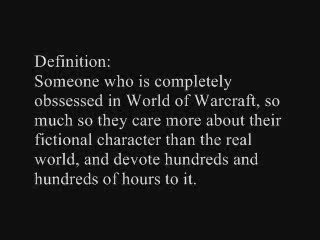 Definition:
Someone who is completely
obssessed in World of Warcraft, so
much so they care more about their
fictional character than the real
world, and devote hundreds and
hundreds of hours to it.